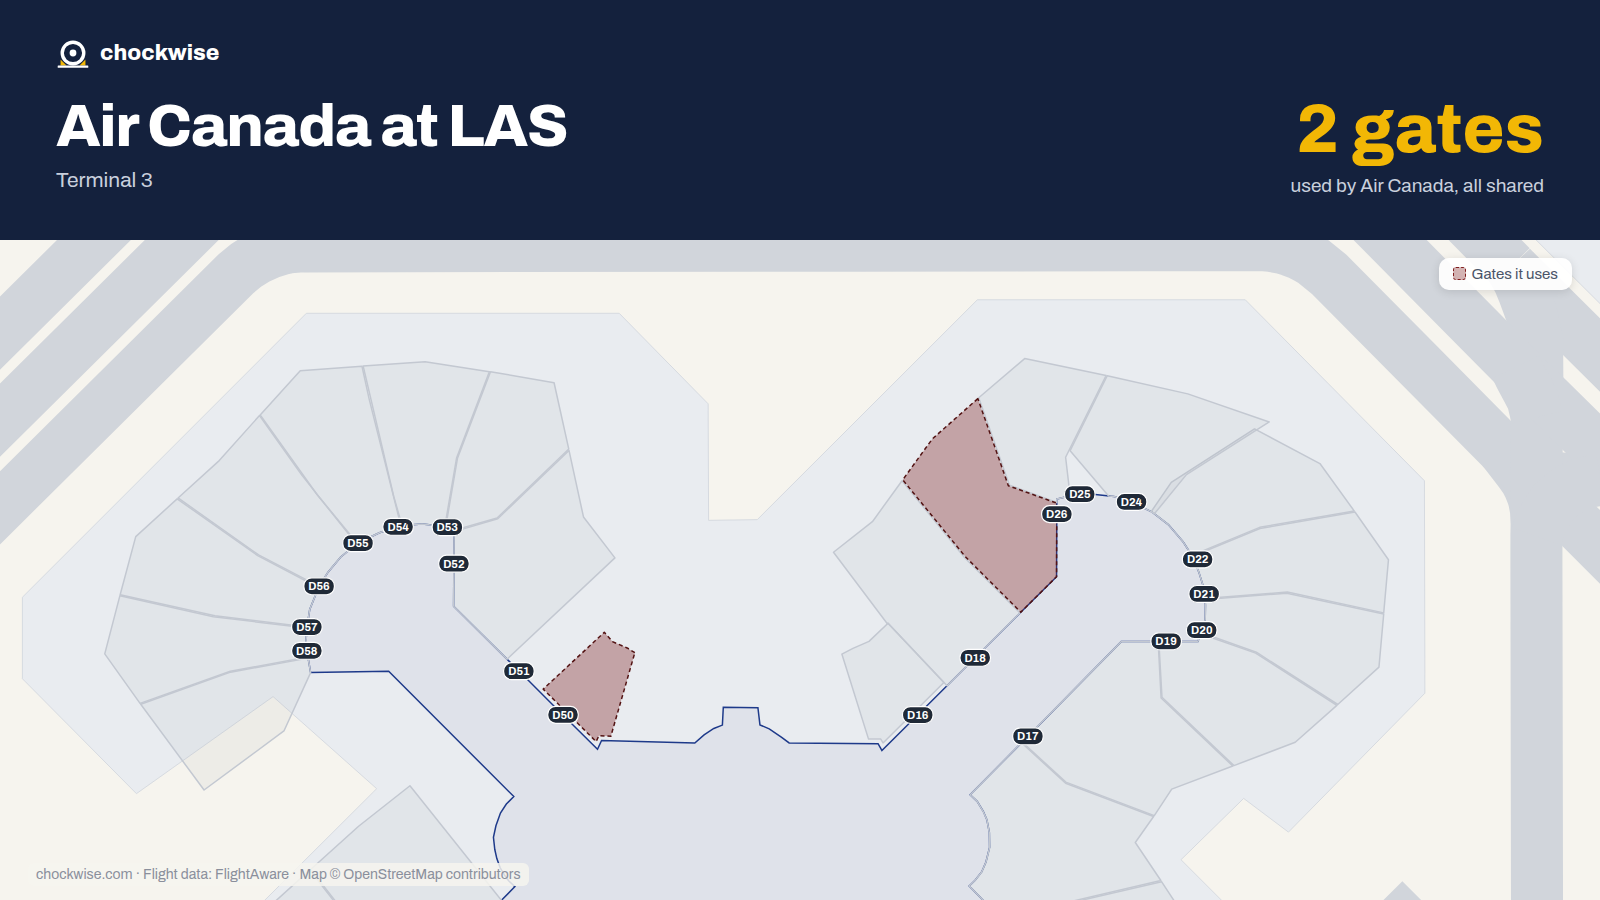 chockwise
Air Canada at LAS
Terminal 3
2 gates
used by Air Canada, all shared
Gates it uses
D25
D24
D26
D54
D53
D55
D52
D22
D56
D21
D57
D20
D19
D58
D18
D51
D50
D16
D17
chockwise.com · Flight data: FlightAware · Map © OpenStreetMap contributors